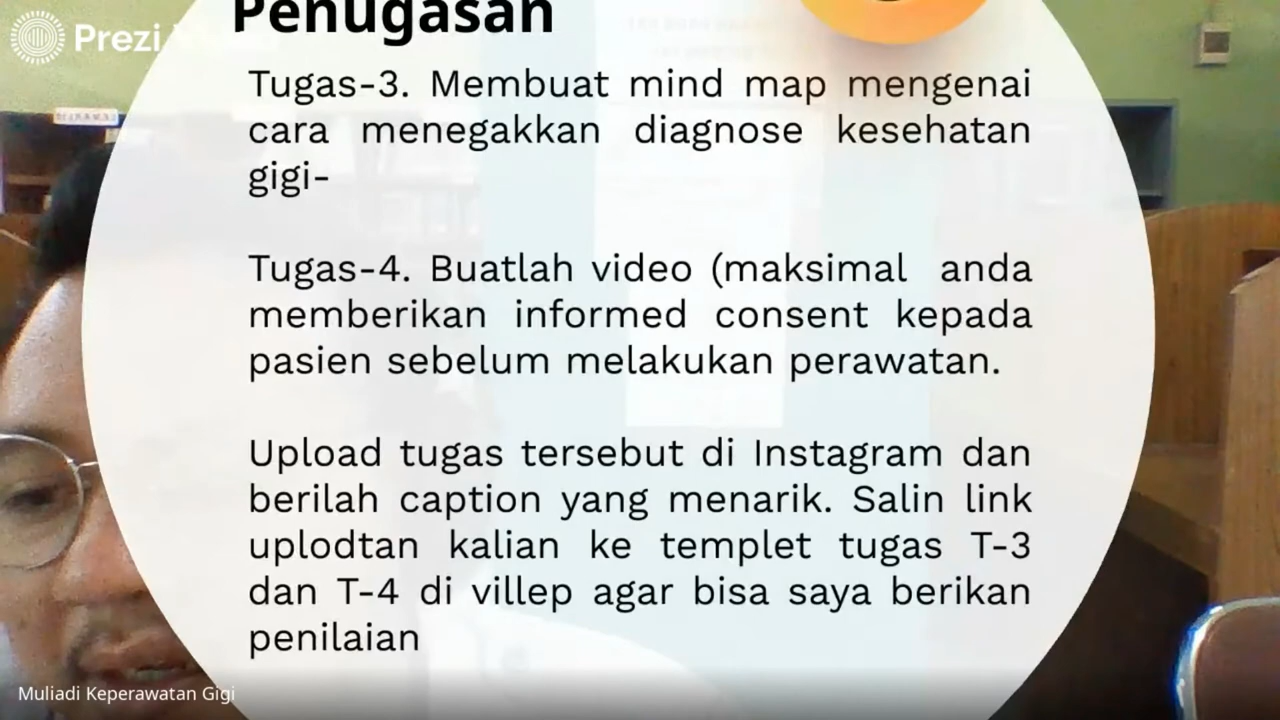 Prezi
Penugasan
Tugas-3. Membuat mind map mengenai
cara menegakkan diagnose kesehatan
gigi-
Tugas-4. Buatlah video (maksimal anda
memberikan informed consent kepada
pasien sebelum melakukan perawatan.
Upload tugas tersebut di Instagram dan
berilah caption yang menarik. Salin link
uplodtan kalian ke templet tugas T-3
dan T-4 di villep agar bisa saya berikan
penilaian
Muliadi Keperawatan Gigi